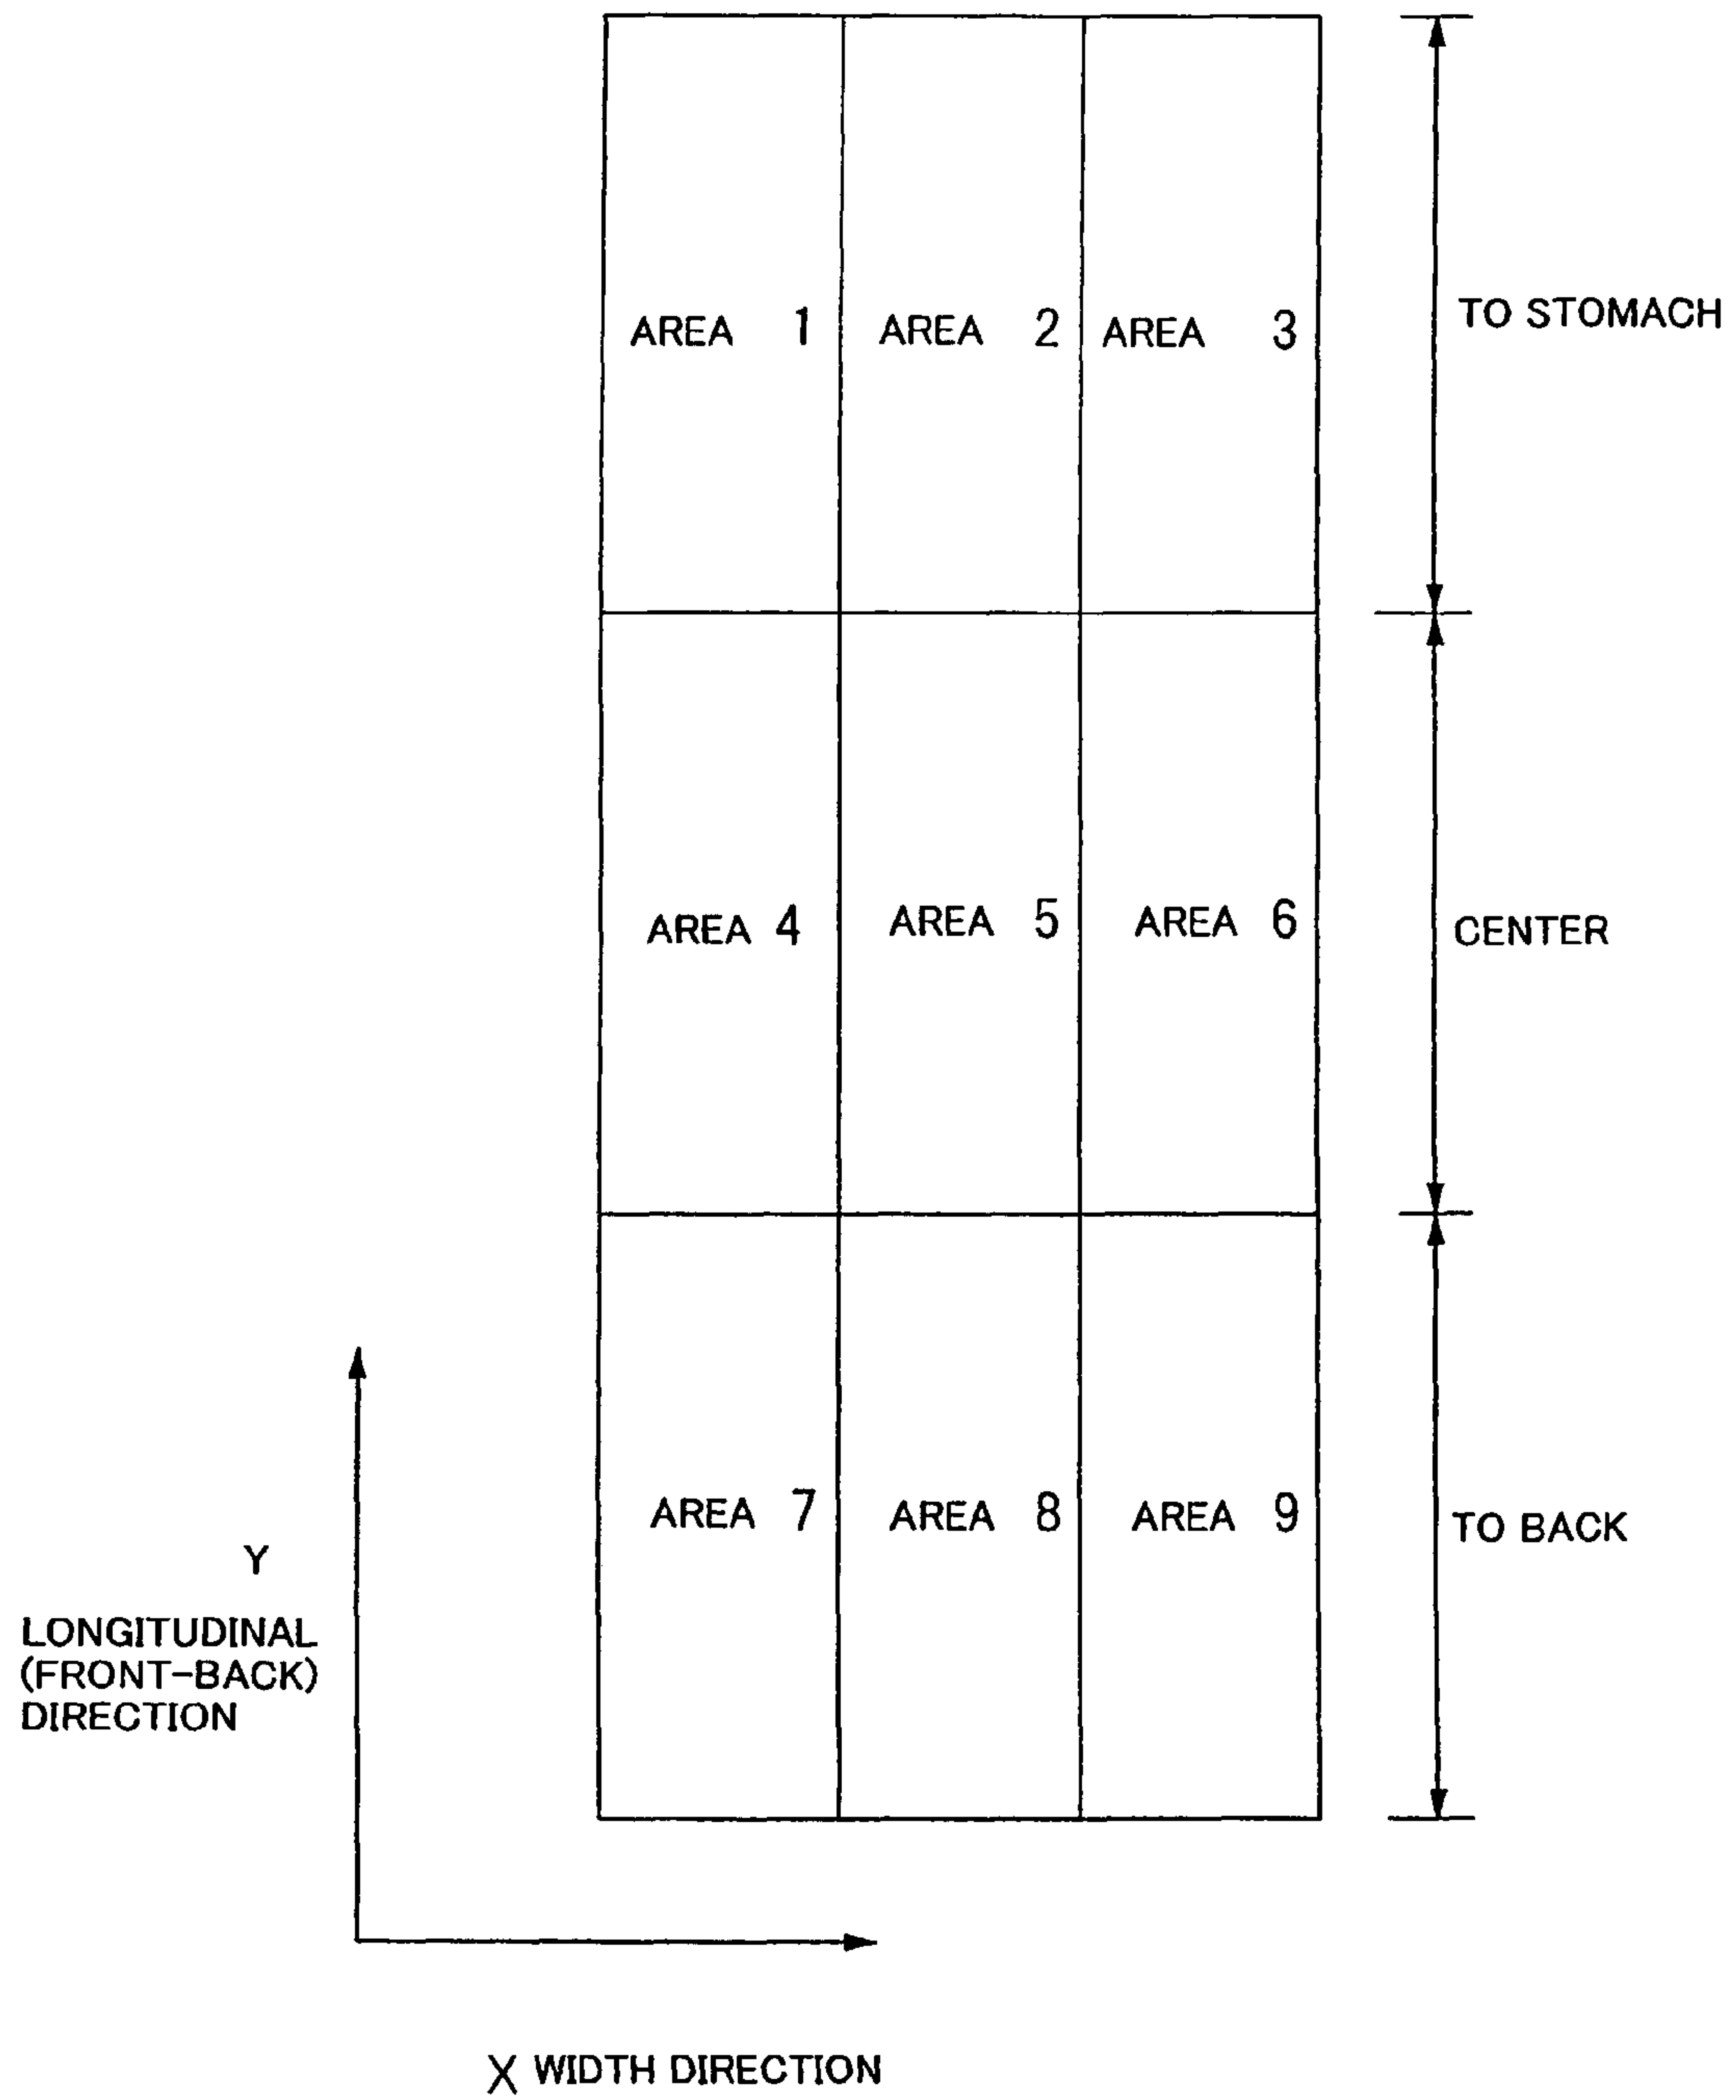 AREA 1 AREA 2 AREA 3 TO STOMACH
AREA 4 AREA 5 AREA 6 CENTER
AREA 7 AREA 8 AREA 9 TO BACK
Y
LONGITUDINAL
(FRONT-BACK)
DIRECTION
X WIDTH DIRECTION